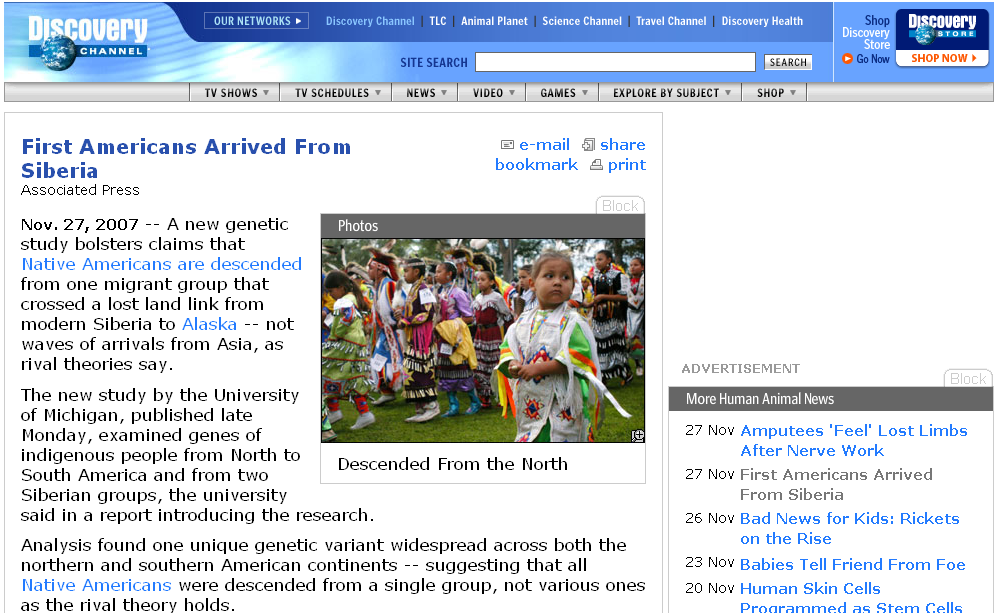 Discovery
CHANNEL
OUR NETWORKS
Discovery Channel | TLC | Animal Planet | Science Channel | Travel Channel | Discovery Health
SITE SEARCH
SEARCH
Shop
Discovery
Store
Go Now
Discovery
STORE
SHOP NOW
TV SHOWS
TV SCHEDULES
NEWS
VIDEO
GAMES
EXPLORE BY SUBJECT
SHOP
First Americans Arrived From
Siberia
Associated Press
e-mail share
bookmark print
Nov. 27, 2007 -- A new genetic
study bolsters claims that
Native Americans are descended
from one migrant group that
crossed a lost land link from
modern Siberia to Alaska -- not
waves of arrivals from Asia, as
rival theories say.
Block
Photos
Descended From the North
The new study by the University
of Michigan, published late
Monday, examined genes of
indigenous people from North to
South America and from two
Siberian groups, the university
said in a report introducing the research.
Analysis found one unique genetic variant widespread across both the
northern and southern American continents -- suggesting that all
Native Americans were descended from a single group, not various ones
as the rival theory holds.
ADVERTISEMENT
Block
More Human Animal News
27 Nov Amputees 'Feel' Lost Limbs
After Nerve Work
27 Nov First Americans Arrived
From Siberia
26 Nov Bad News for Kids: Rickets
on the Rise
23 Nov Babies Tell Friend From Foe
20 Nov Human Skin Cells
Programmed as Stem Cells